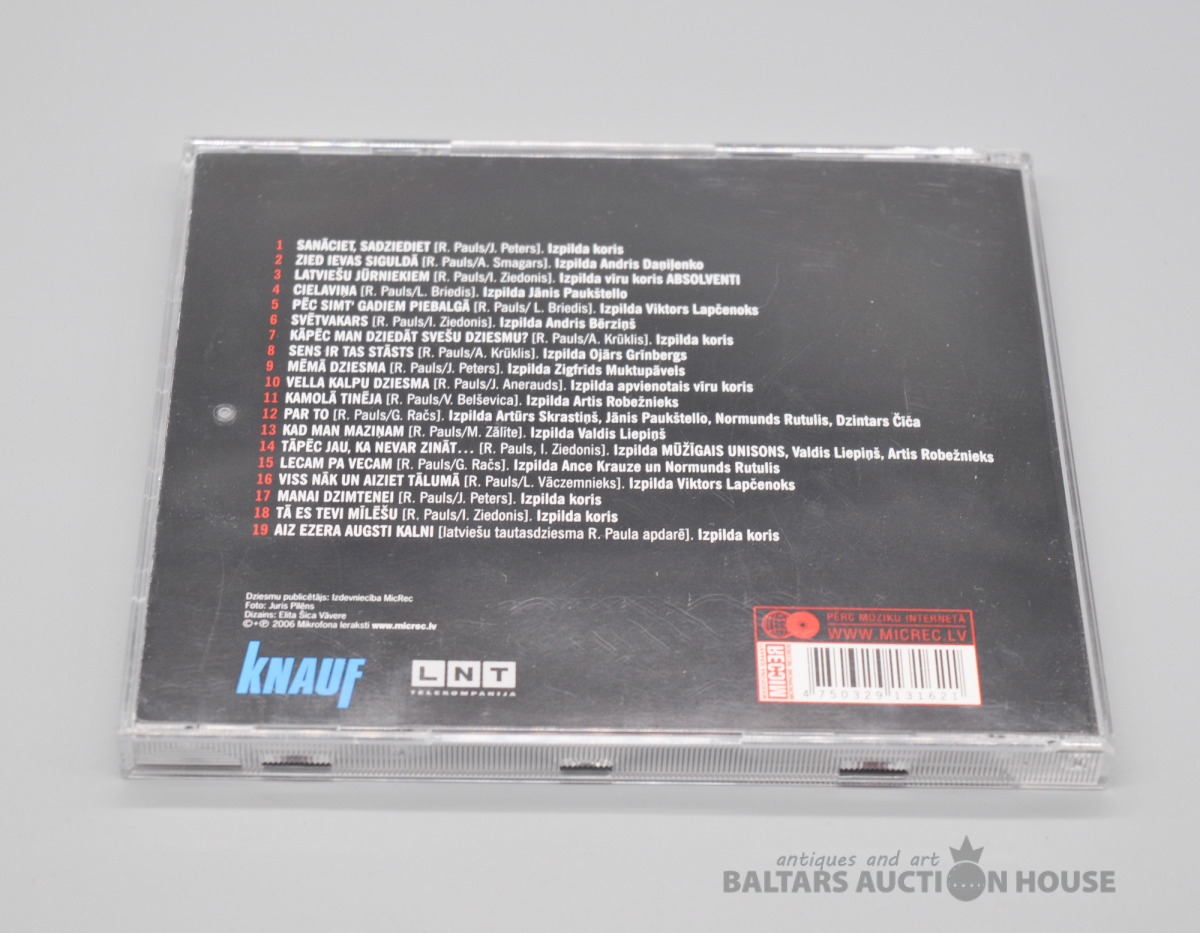 1 SANĀCIET, SADZIEDIET [R. Pauls/J. Peters]. Izpilda koris
2 ZIED IEVAS SIGULDĀ [R. Pauls/A. Smagars]. Izpilda Andris Daņiļenko
3 LATVIEŠU JŪRNIEKIEM [R. Pauls/I. Ziedonis]. Izpilda vīru koris ABSOLVENTI
4 CIELAVIŅA [R. Pauls/L. Briedis]. Izpilda Jānis Paukštello
5 PĒC SIMT' GADIEM PIEBALGĀ [R. Pauls/ L. Briedis]. Izpilda Viktors Lapčenoks
6 SVĒTVAKARS [R. Pauls/I. Ziedonis]. Izpilda Andris Bērziņš
7 KĀPĒC MAN DZIEDĀT SVEŠU DZIESMU? [R. Pauls/A. Krūklis]. Izpilda koris
8 SENS IR TAS STĀSTS [R. Pauls/A. Krūklis]. Izpilda Ojārs Grīnbergs
9 MĒMĀ DZIESMA [R. Pauls/J. Peters]. Izpilda Zigfrīds Muktupāvels
10 VELLA KALPU DZIESMA [R. Pauls/J. Anerauds]. Izpilda apvienotais vīru koris
11 KAMOLĀ TINĒJA [R. Pauls/V. Belševica]. Izpilda Artis Robežnieks
12 PAR TO [R. Pauls/G. Račs]. Izpilda Artūrs Skrastiņš, Jānis Paukštello, Normunds Rutulis, Dzintars Čīča
13 KAD MAN MAZIŅAM [R. Pauls/M. Zālīte]. Izpilda Valdis Liepiņš
14 TĀPĒC JAU, KA NEVAR ZINĀT... [R. Pauls, I. Ziedonis]. Izpilda MŪŽĪGAIS UNISONS, Valdis Liepiņš, Artis Robežnieks
15 LECAM PA VECAM [R. Pauls/G. Račs]. Izpilda Ance Krauze un Normunds Rutulis
16 VISS NĀK UN AIZIET TĀLUMĀ [R. Pauls/L. Vāczemnieks]. Izpilda Viktors Lapčenoks
17 MANAI DZIMTENEI [R. Pauls/J. Peters]. Izpilda koris
18 TĀ ES TEVI MĪLĒŠU [R. Pauls/I. Ziedonis]. Izpilda koris
19 AIZ EZERA AUGSTI KALNI [latviešu tautasdziesma R. Paula apdarē]. Izpilda koris
Dziesmu publicētājs: Izdevniecība MicRec
Foto: Juris Pīlēns
Dizains: Elita Šica Vāvere
©+℗ 2006 Mikrofona Ieraksti www.micrec.lv
KNAUF
LNT
TELEKOMPĀNIJA
PĒRC MŪZIKU INTERNETĀ
WWW.MICREC.LV
MICREC
4 750329 131621
antiques and art
BALTARS AUCTION HOUSE